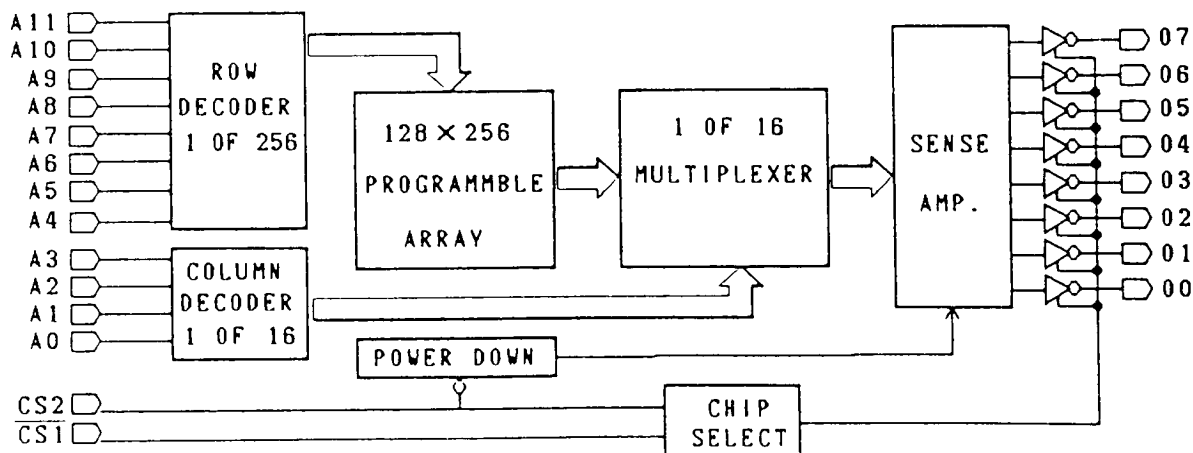 A11
A10
A9
A8
A7
A6
A5
A4
A3
A2
A1
A0
ROW
DECODER
1 OF 256
COLUMN
DECODER
1 OF 16
128 × 256
PROGRAMMBLE
ARRAY
1 OF 16
MULTIPLEXER
SENSE
AMP.
07
06
05
04
03
02
01
00
POWER DOWN
CS2
CS1
CHIP
SELECT